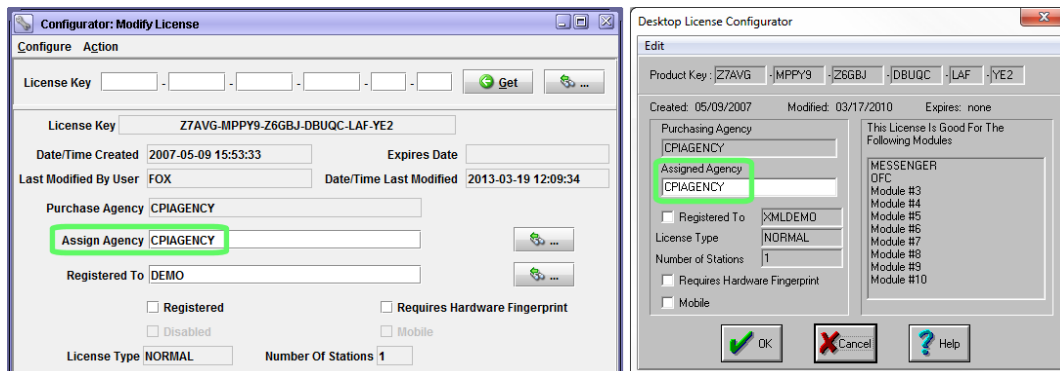 Configurator: Modify License
Configure Action
License Key - - - - - Get ...
License Key Z7AVG-MPPY9-Z6GBJ-DBUQC-LAF-YE2
Date/Time Created 2007-05-09 15:53:33 Expires Date
Last Modified By User FOX Date/Time Last Modified 2013-03-19 12:09:34
Purchase Agency CPIAGENCY
Assign Agency CPIAGENCY ...
Registered To DEMO ...
Registered Requires Hardware Fingerprint
Disabled Mobile
License Type NORMAL Number Of Stations 1
Desktop License Configurator
Edit
Product Key : Z7AVG - MPPY9 - Z6GBJ - DBUQC - LAF - YE2
Created: 05/09/2007 Modified: 03/17/2010 Expires: none
Purchasing Agency
CPIAGENCY
Assigned Agency
CPIAGENCY
Registered To XMLDEMO
License Type NORMAL
Number of Stations 1
Requires Hardware Fingerprint
Mobile
This License Is Good For The
Following Modules
MESSENGER
OFC
Module #3
Module #4
Module #5
Module #6
Module #7
Module #8
Module #9
Module #10
OK Cancel Help